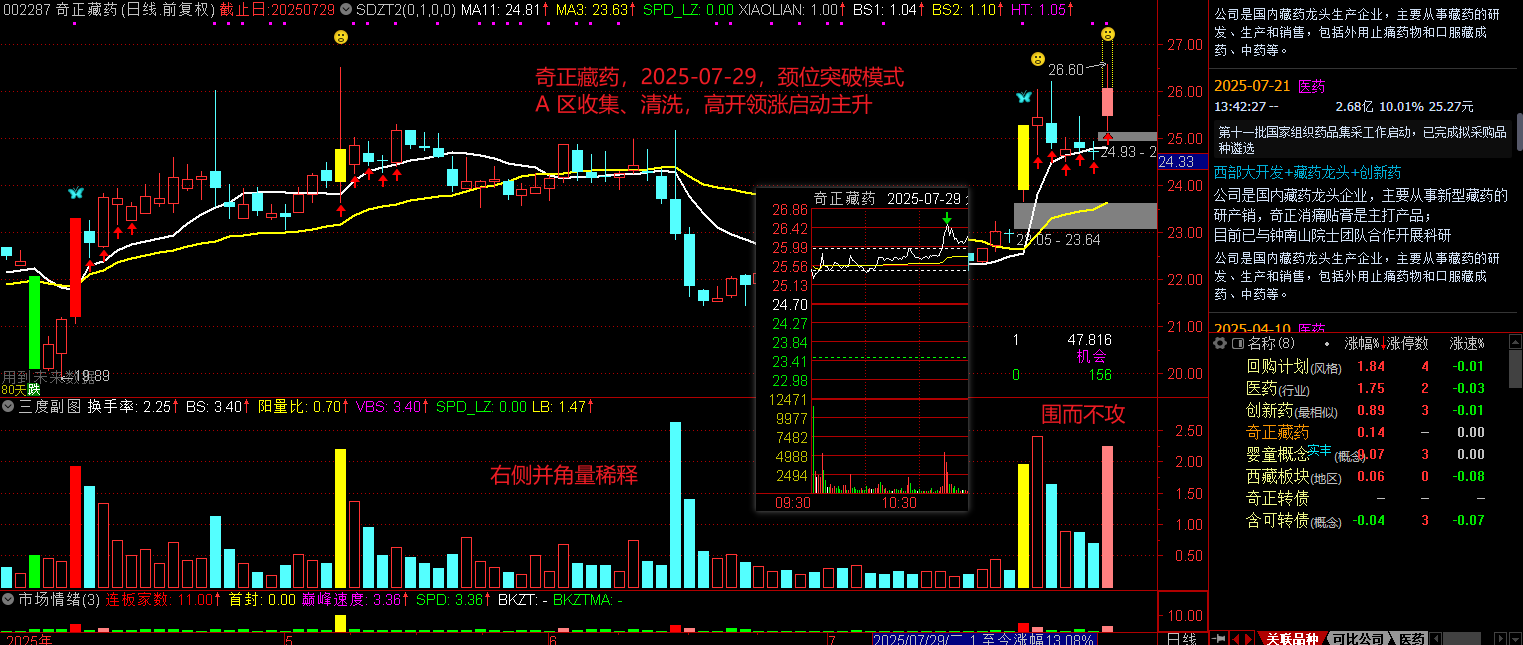 002287 奇正藏药(日线.前复权) 截止日:20250729 SDZT2(0,1,0,0) MA11: 24.81↑ MA3: 23.63↑ SPD_LZ: 0.00 XIAOLIAN: 1.00↑ BS1: 1.04↑ BS2: 1.10↑ HT: 1.05↑
奇正藏药，2025-07-29，颈位突破模式
A 区收集、清洗，高开领涨启动主升
26.60
24.93 - 2
23.05 - 23.64
27.00
26.00
25.00
24.33
24.00
23.00
22.00
21.00
20.00
奇正藏药 2025-07-29
26.86
26.42
25.99
25.56
25.13
24.70
24.27
23.84
23.41
22.98
12471
9977
7482
4988
2494
09:30 10:30
1 47.816
机会
0 156
19.89
用到未来数据
80天跌
三度副图 换手率: 2.25↑ BS: 3.40↑ 阳量比: 0.70↑ VBS: 3.40↑ SPD_LZ: 0.00 LB: 1.47↑
围而不攻
右侧并角量稀释
2.50
2.00
1.50
1.00
0.50
市场情绪(3) 连板家数: 11.00↑ 首封: 0.00 巅峰速度: 3.36↑ SPD: 3.36↑ BKZT: - BKZTMA: -
10.00
2025年 5 6 7 2025/07/29/二 1 至今涨幅13.08% 日线
公司是国内藏药龙头生产企业，主要从事藏药的研
发、生产和销售，包括外用止痛药物和口服藏成
药、中药等。
2025-07-21 医药
13:42:27 -- 2.68亿 10.01% 25.27元
第十一批国家组织药品集采工作启动，已完成拟采购品
种遴选
西部大开发+藏药龙头+创新药
公司是国内藏药龙头企业，主要从事新型藏药的
研产销，奇正消痛贴膏是主打产品；
目前已与钟南山院士团队合作开展科研
公司是国内藏药龙头生产企业，主要从事藏药的研
发、生产和销售，包括外用止痛药物和口服藏成
药、中药等。
2025-04-10 医药
名称(8) 涨幅%↓ 涨停数 涨速%
回购计划(风格) 1.84 4 -0.01
医药(行业) 1.75 2 -0.03
创新药(最相似) 0.89 3 -0.01
奇正藏药 0.14 — 0.00
婴童概念 实丰 (概念) 0.07 3 0.00
西藏板块(地区) 0.06 0 -0.08
奇正转债 — — —
含可转债(概念) -0.04 3 -0.07
关联品种 可比公司 医药